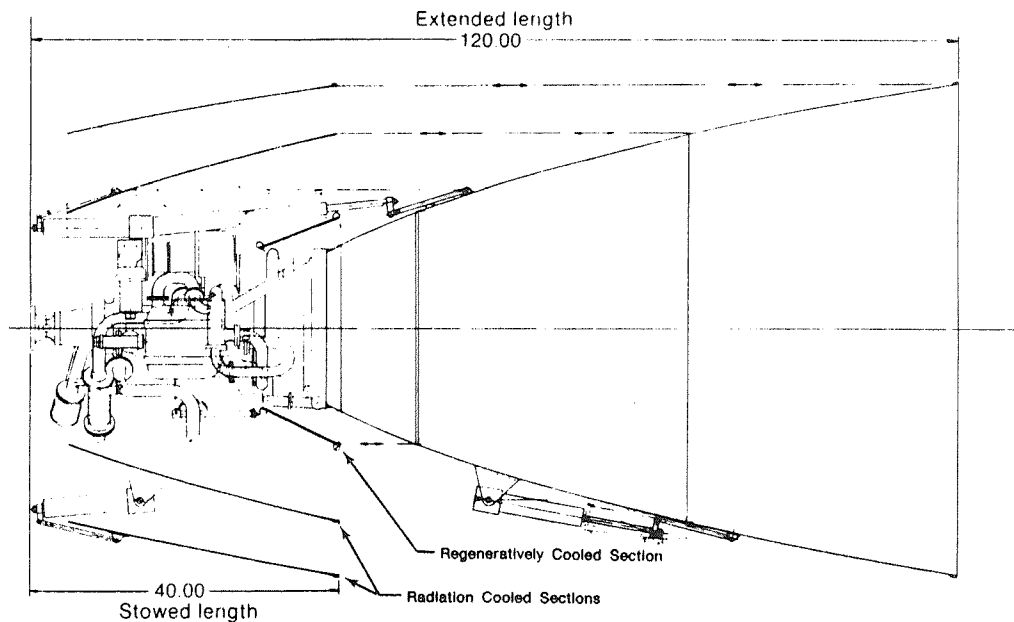 Extended length
120.00
Regeneratively Cooled Section
Radiation Cooled Sections
40.00
Stowed length